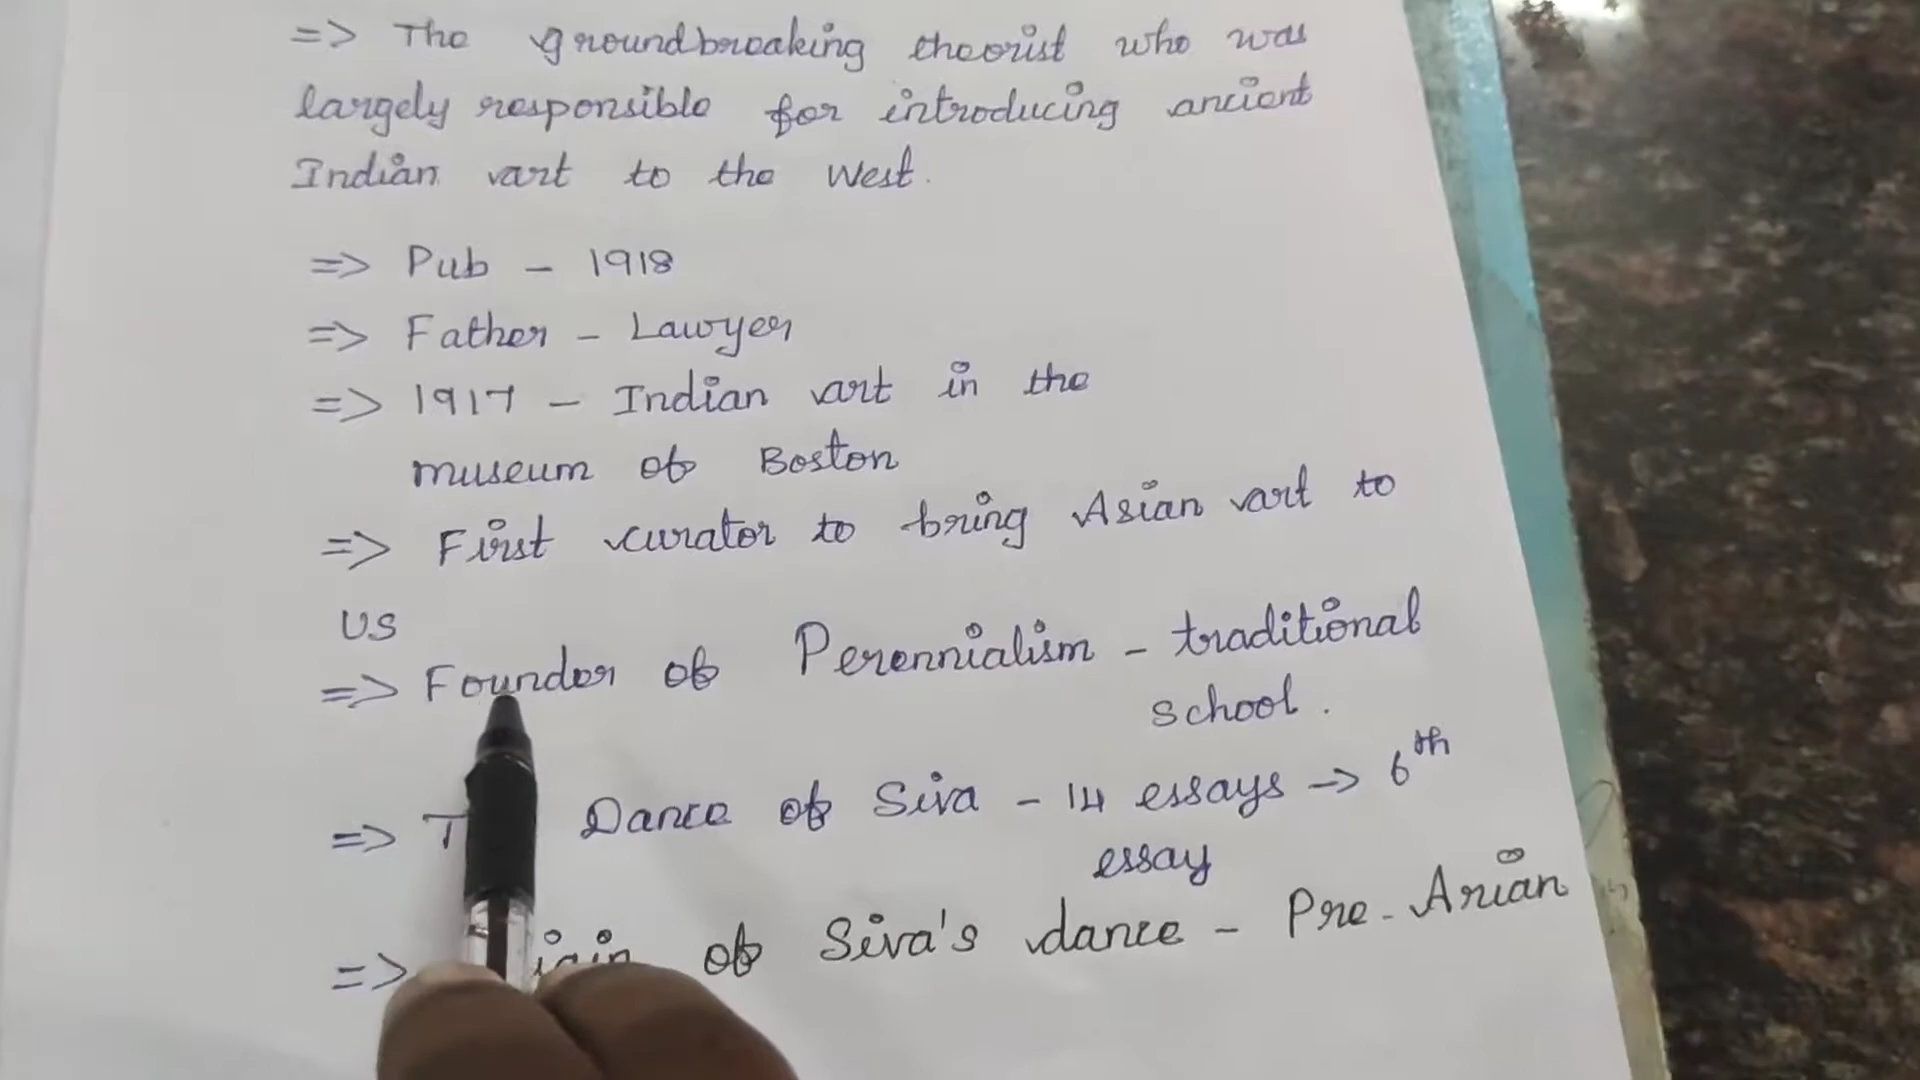 => The groundbreaking theorist who was
largely responsible for introducing ancient
Indian art to the West.
=> Pub - 1918
=> Father - Lawyer
=> 1917 - Indian art in the
museum of Boston
=> First curator to bring Asian art to
US
=> Founder of Perennialism - traditional
school.
=> Dance of Siva - 14 essays -> 6th
essay
=> of Siva's dance - Pre-Arian